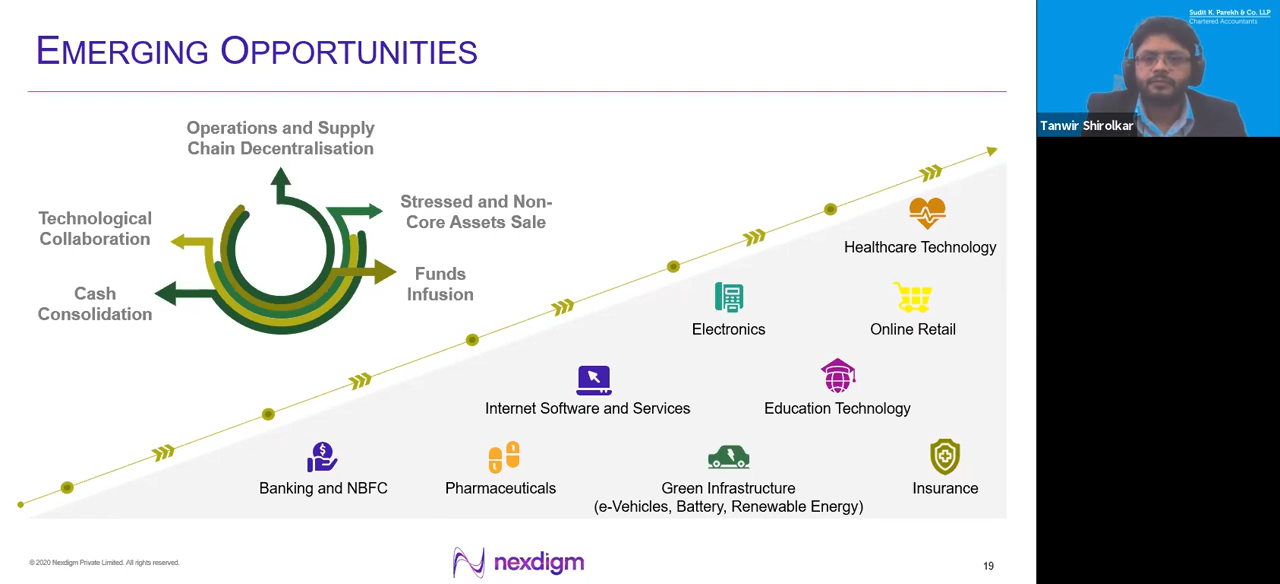 EMERGING OPPORTUNITIES
Operations and Supply
Chain Decentralisation
Technological
Collaboration
Stressed and Non-
Core Assets Sale
Cash
Consolidation
Funds
Infusion
Healthcare Technology
Electronics
Online Retail
Internet Software and Services
Education Technology
Banking and NBFC
Pharmaceuticals
Green Infrastructure
(e-Vehicles, Battery, Renewable Energy)
Insurance
© 2020 Nexdigm Private Limited. All rights reserved.
nexdigm
19
Sudit K. Parekh & Co. LLP
Chartered Accountants
Tanwir Shirolkar